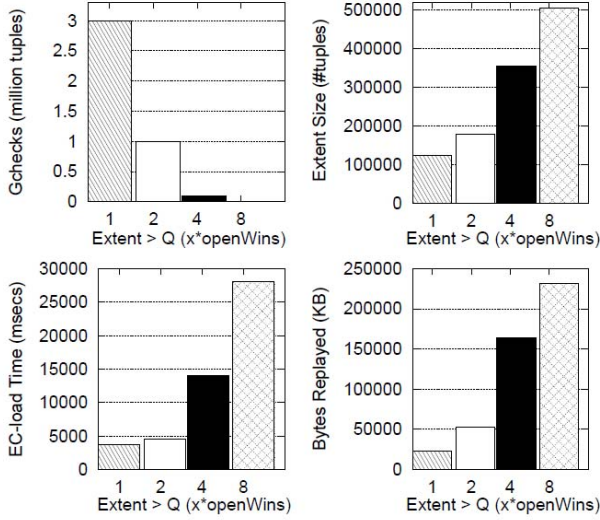 Gchecks (million tuples)
3
2.5
2
1.5
1
0.5
0
1 2 4 8
Extent > Q (x*openWins)
Extent Size (#tuples)
500000
400000
300000
200000
100000
0
1 2 4 8
Extent > Q (x*openWins)
EC-load Time (msecs)
30000
25000
20000
15000
10000
5000
0
1 2 4 8
Extent > Q (x*openWins)
Bytes Replayed (KB)
250000
200000
150000
100000
50000
0
1 2 4 8
Extent > Q (x*openWins)